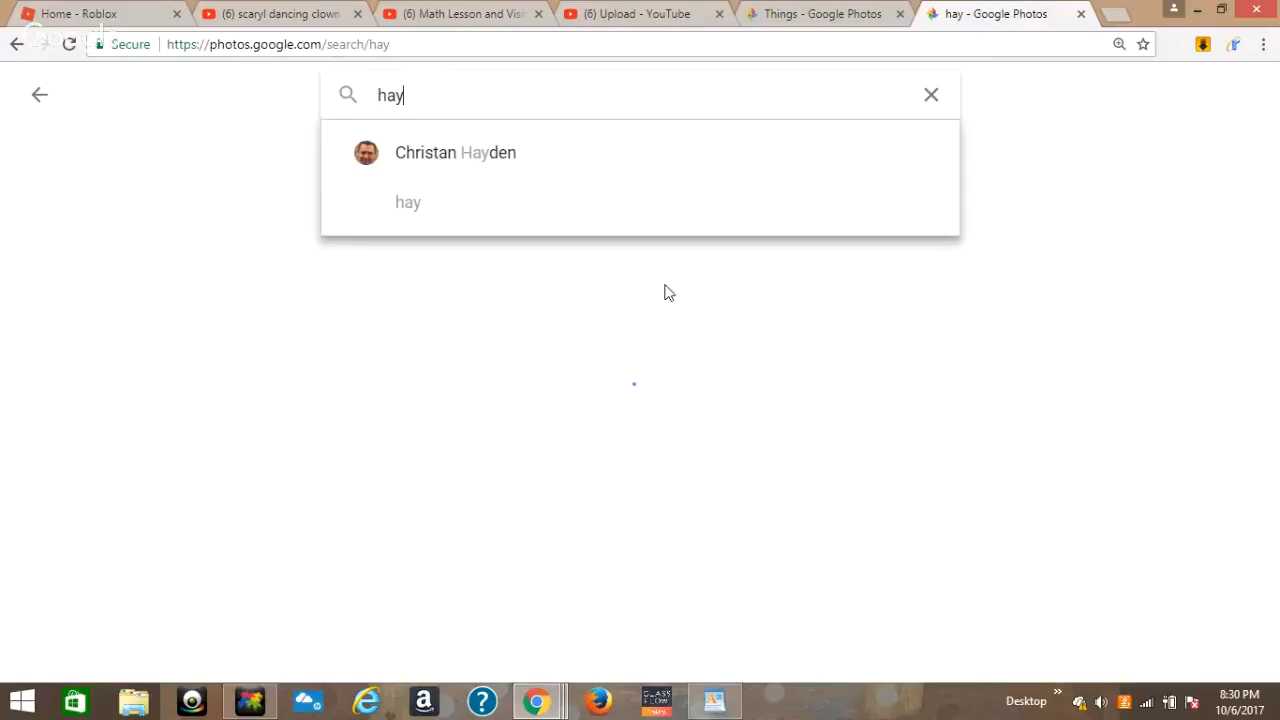 Home - Roblox
(6) scaryl dancing clown
(6) Math Lesson and Visi
(6) Upload - YouTube
Things - Google Photos
hay - Google Photos
Secure
https://photos.google.com/search/hay
hay
Christan Hayden
hay
a
?
CLASS
FLOW
Desktop
8:30 PM
10/6/2017